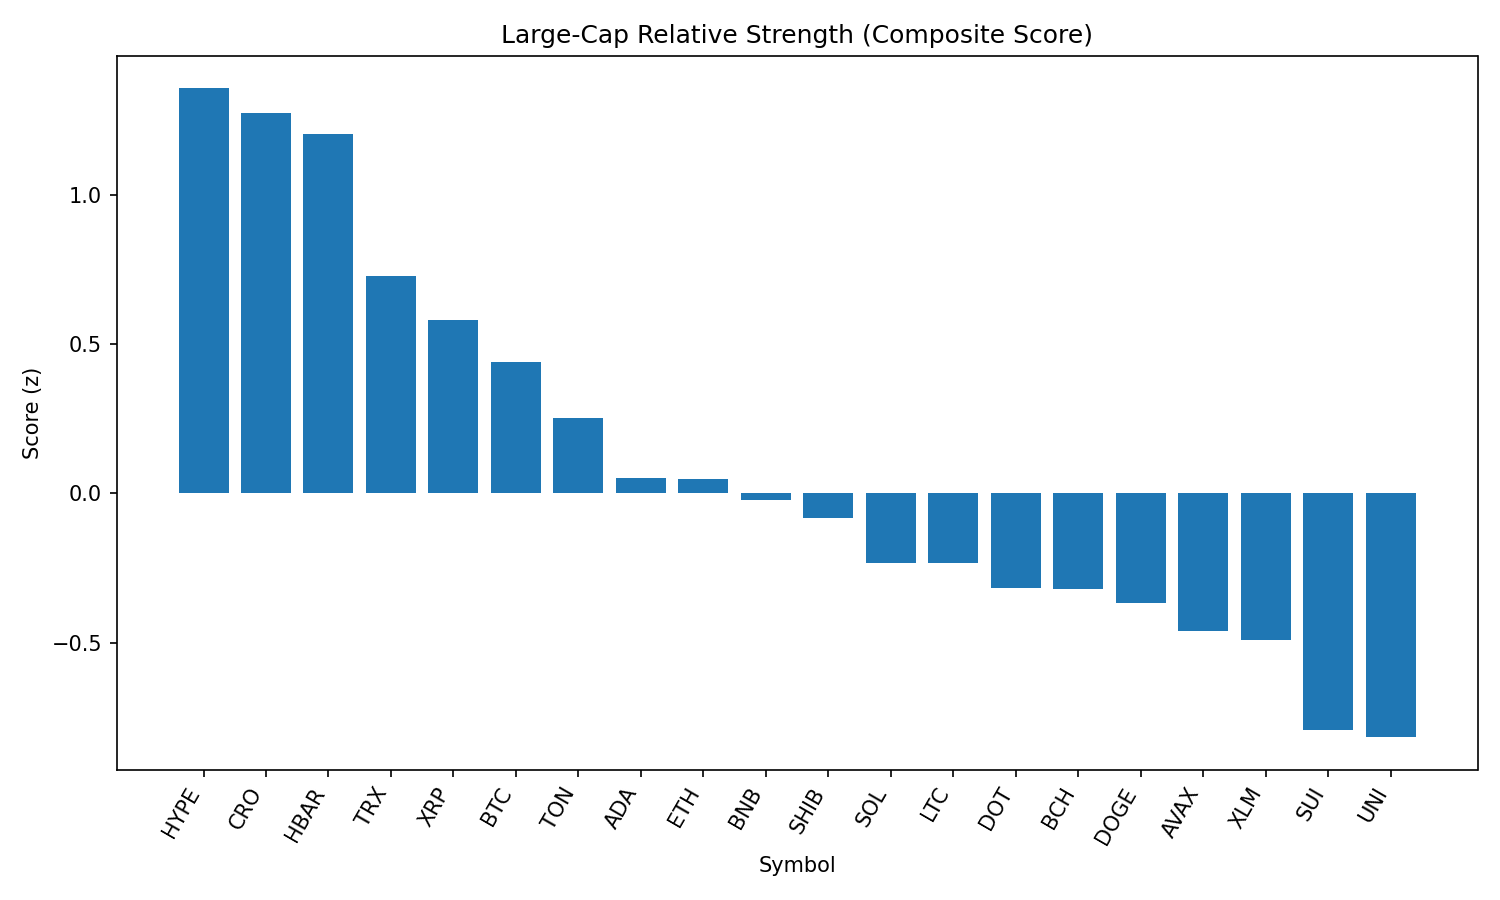 Large-Cap Relative Strength (Composite Score)
Score (z)
1.0
0.5
0.0
−0.5
HYPE
CRO
HBAR
TRX
XRP
BTC
TON
ADA
ETH
BNB
SHIB
SOL
LTC
DOT
BCH
DOGE
AVAX
XLM
SUI
UNI
Symbol